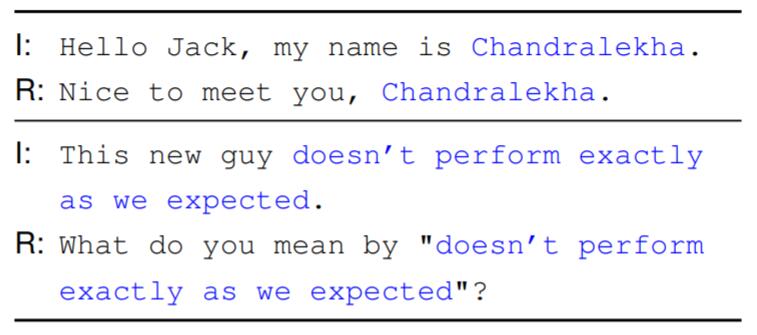 I: Hello Jack, my name is Chandralekha.
R: Nice to meet you, Chandralekha.
I: This new guy doesn’t perform exactly
as we expected.
R: What do you mean by "doesn’t perform
exactly as we expected"?